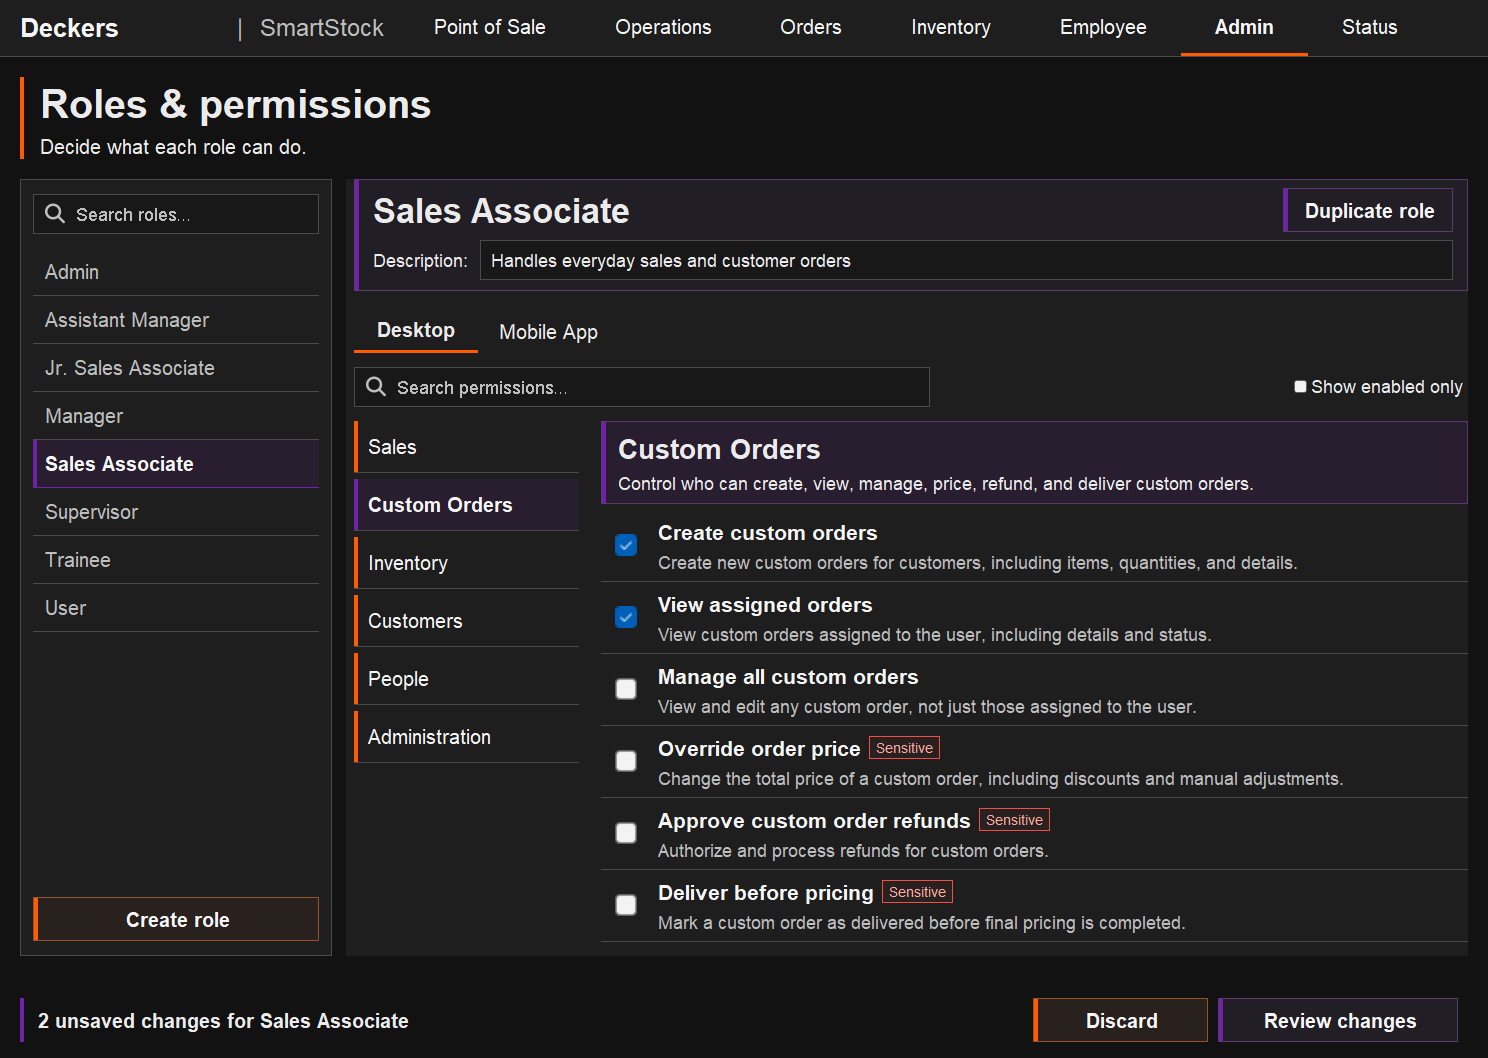 Deckers | SmartStock Point of Sale Operations Orders Inventory Employee Admin Status
Roles & permissions
Decide what each role can do.
Search roles...
Admin
Assistant Manager
Jr. Sales Associate
Manager
Sales Associate
Supervisor
Trainee
User
Create role
Sales Associate
Duplicate role
Description: Handles everyday sales and customer orders
Desktop Mobile App
Search permissions...
Show enabled only
Sales
Custom Orders
Inventory
Customers
People
Administration
Custom Orders
Control who can create, view, manage, price, refund, and deliver custom orders.
Create custom orders
Create new custom orders for customers, including items, quantities, and details.
View assigned orders
View custom orders assigned to the user, including details and status.
Manage all custom orders
View and edit any custom order, not just those assigned to the user.
Override order price Sensitive
Change the total price of a custom order, including discounts and manual adjustments.
Approve custom order refunds Sensitive
Authorize and process refunds for custom orders.
Deliver before pricing Sensitive
Mark a custom order as delivered before final pricing is completed.
2 unsaved changes for Sales Associate
Discard
Review changes